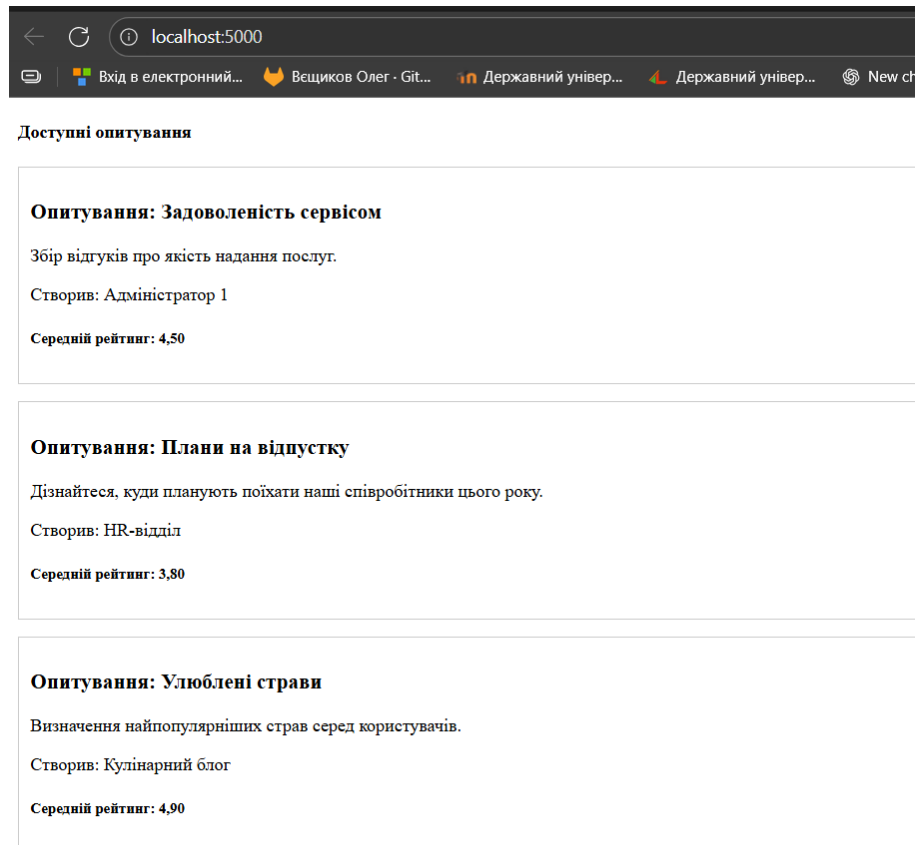 localhost:5000
Вхід в електронний... Вєщиков Олег · Git... Державний універ... Державний універ... New ch
Доступні опитування
Опитування: Задоволеність сервісом
Збір відгуків про якість надання послуг.
Створив: Адміністратор 1
Середній рейтинг: 4,50
Опитування: Плани на відпустку
Дізнайтеся, куди планують поїхати наші співробітники цього року.
Створив: HR-відділ
Середній рейтинг: 3,80
Опитування: Улюблені страви
Визначення найпопулярніших страв серед користувачів.
Створив: Кулінарний блог
Середній рейтинг: 4,90